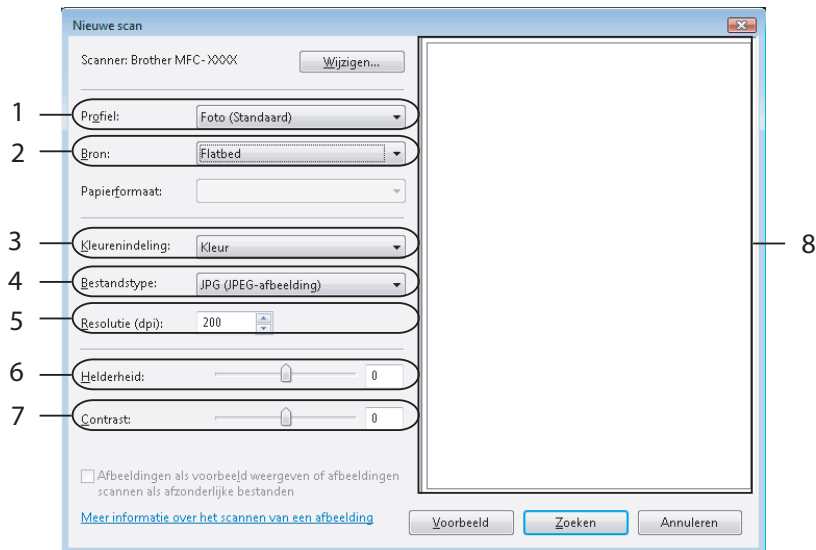 Nieuwe scan
Scanner: Brother MFC-XXXX
Wijzigen...
1
Profiel:
Foto (Standaard)
2
Bron:
Flatbed
Papierformaat:
3
Kleurenindeling:
Kleur
8
4
Bestandstype:
JPG (JPEG-afbeelding)
5
Resolutie (dpi):
200
6
Helderheid:
0
7
Contrast:
0
Afbeeldingen als voorbeeld weergeven of afbeeldingen
scannen als afzonderlijke bestanden
Meer informatie over het scannen van een afbeelding
Voorbeeld
Zoeken
Annuleren